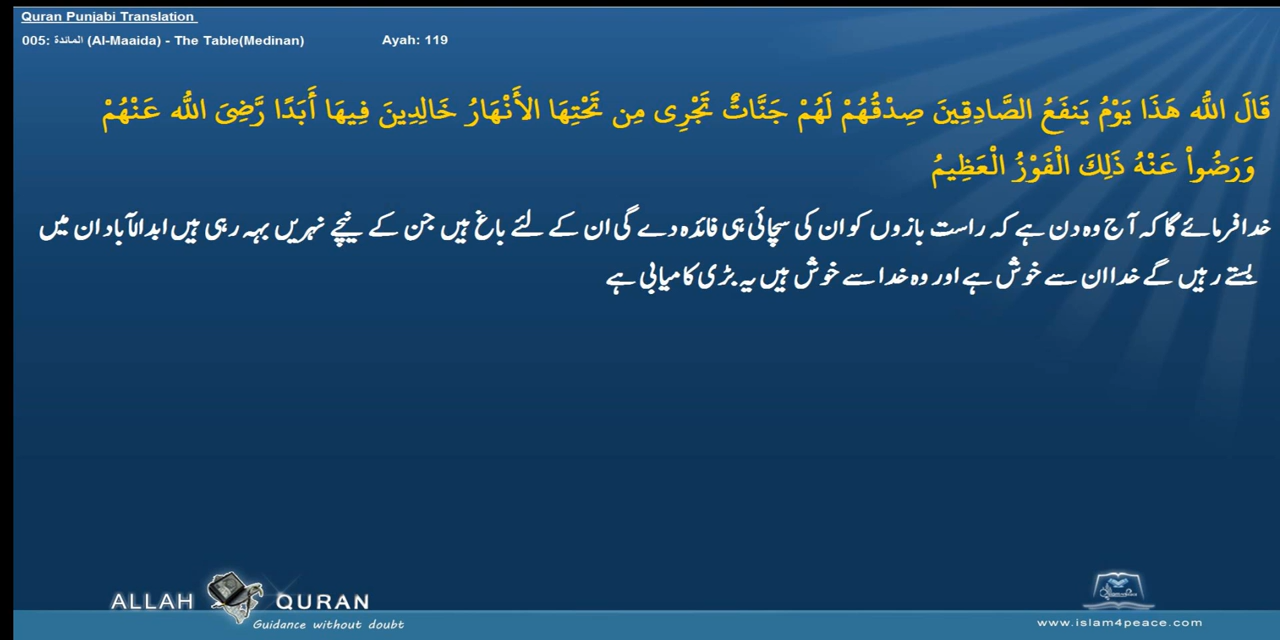 Quran Punjabi Translation
005: المائدة (Al-Maaida) - The Table(Medinan) Ayah: 119
قَالَ اللّه هَذَا يَوْمُ يَنفَعُ الصَّادِقِينَ صِدْقُهُمْ لَهُمْ جَنَّاتٌ تَجْرِى مِن تَحْتِهَا الأَنْهَارُ خَالِدِينَ فِيهَا أَبَدًا رَّضِىَ اللّه عَنْهُمْ
وَرَضُواْ عَنْهُ ذَلِكَ الْفَوْزُ الْعَظِيمُ
خدا فرمائے گا کہ آج وہ دن ہے کہ راست بازوں کو ان کی سچائی ہی فائدہ دے گی ان کے لئے باغ ہیں جن کے نیچے نہریں بہہ رہی ہیں ابدالآباد ان میں
بستے رہیں گے خدا ان سے خوش ہے اور وہ خدا سے خوش ہیں یہ بڑی کامیابی ہے
ALLAH QURAN
Guidance without doubt
www.islam4peace.com